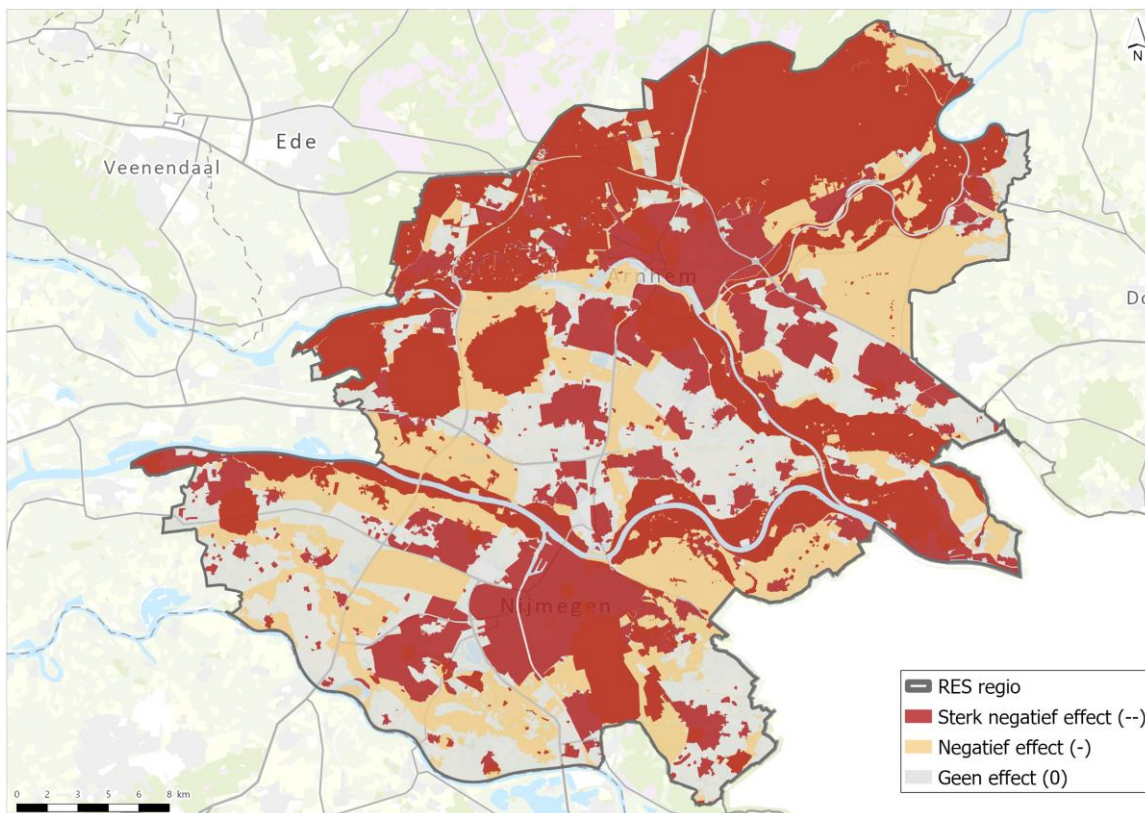 N
Ede
Veenendaal
Arnhem
Do
Nijmegen
RES regio
Sterk negatief effect (--)
Negatief effect (-)
Geen effect (0)
0 2 3 4 6 8 km